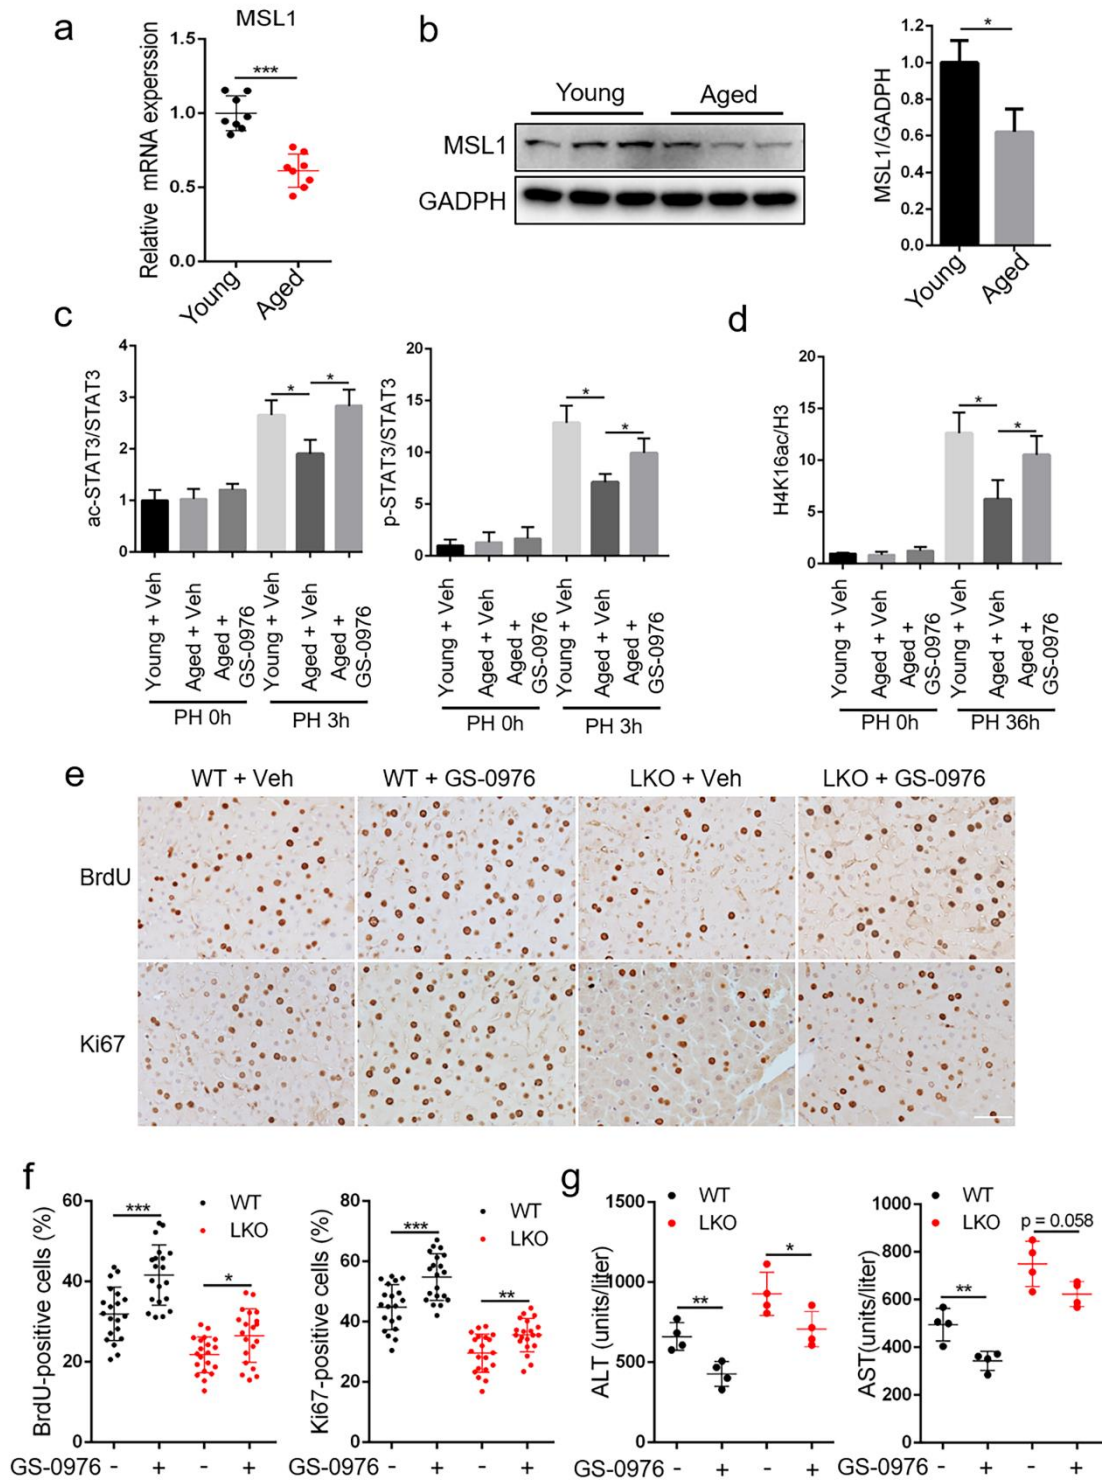 a
MSL1
Relative mRNA experssion
1.5
1.0
0.5
0.0
***
Young
Aged
b
Young
Aged
MSL1
GADPH
MSL1/GADPH
1.2
1.0
0.8
0.6
0.4
0.2
0.0
*
Young
Aged
c
ac-STAT3/STAT3
4
3
2
1
0
*
*
Young + Veh
Aged + Veh
Aged +
GS-0976
Young + Veh
Aged + Veh
Aged +
GS-0976
PH 0h
PH 3h
p-STAT3/STAT3
20
15
10
5
0
*
*
Young + Veh
Aged + Veh
Aged +
GS-0976
Young + Veh
Aged + Veh
Aged +
GS-0976
PH 0h
PH 3h
d
H4K16ac/H3
20
15
10
5
0
*
*
Young + Veh
Aged + Veh
Aged +
GS-0976
Young + Veh
Aged + Veh
Aged +
GS-0976
PH 0h
PH 36h
e
WT + Veh
WT + GS-0976
LKO + Veh
LKO + GS-0976
BrdU
Ki67
f
BrdU-positive cells (%)
60
40
20
0
***
*
WT
LKO
GS-0976
-
+
-
+
Ki67-positive cells (%)
80
60
40
20
0
***
**
WT
LKO
GS-0976
-
+
-
+
g
ALT (units/liter)
1500
1000
500
0
WT
LKO
**
*
GS-0976
-
+
-
+
AST(units/liter)
1000
800
600
400
200
0
WT
LKO
**
p = 0.058
GS-0976
-
+
-
+